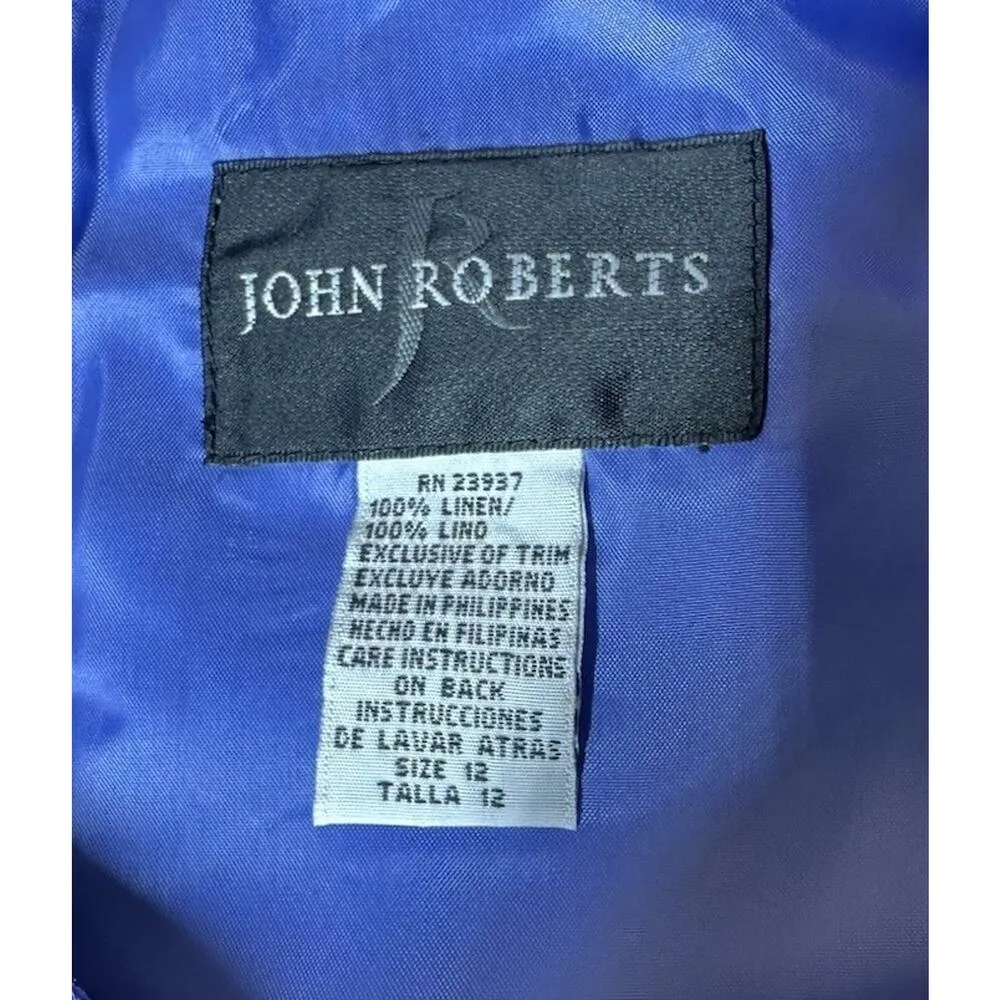 JOHN ROBERTS
RN 23937
100% LINEN/
100% LINO
EXCLUSIVE OF TRIM
EXCLUYE ADORNO
MADE IN PHILIPPINES
HECHO EN FILIPINAS
CARE INSTRUCTIONS
ON BACK
INSTRUCCIONES
DE LAVAR ATRAS
SIZE 12
TALLA 12